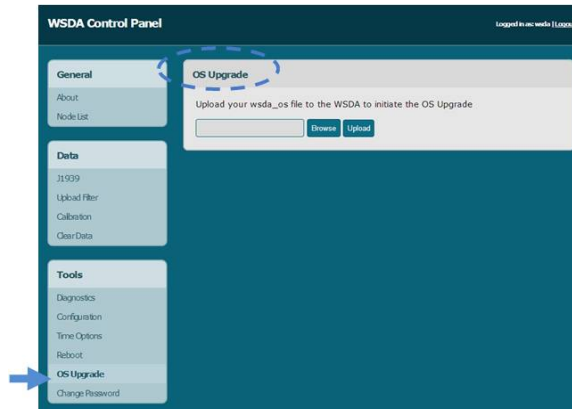 WSDA Control Panel
Logged in as: wsda | Logou
General
About
Node List
Data
J1939
Upload Filter
Calibration
Clear Data
Tools
Diagnostics
Configuration
Time Options
Reboot
OS Upgrade
Change Password
OS Upgrade
Upload your wsda_os file to the WSDA to initiate the OS Upgrade
Browse Upload